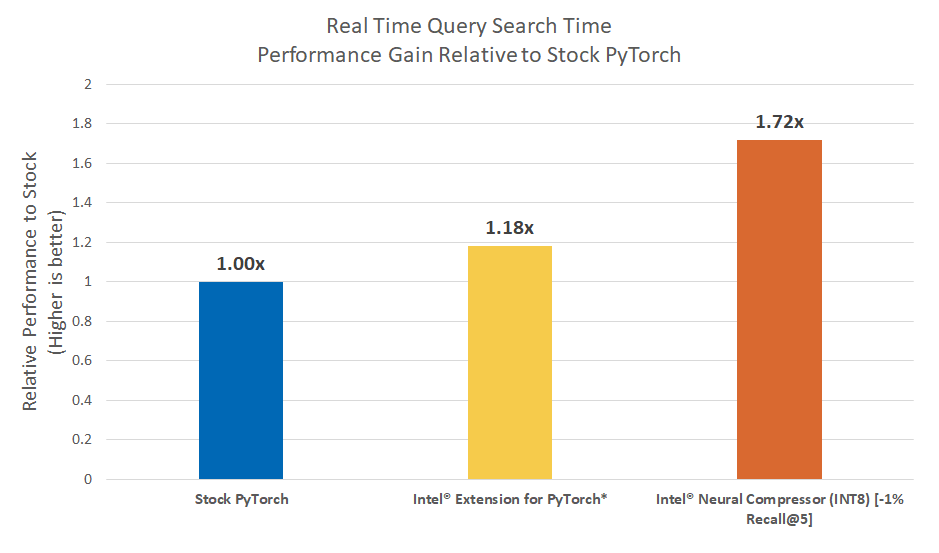 Real Time Query Search Time
Performance Gain Relative to Stock PyTorch
Relative Performance to Stock
(Higher is better)
2
1.8
1.6
1.4
1.2
1
0.8
0.6
0.4
0.2
0
1.00x
1.18x
1.72x
Stock PyTorch
Intel® Extension for PyTorch*
Intel® Neural Compressor (INT8) [-1%
Recall@5]